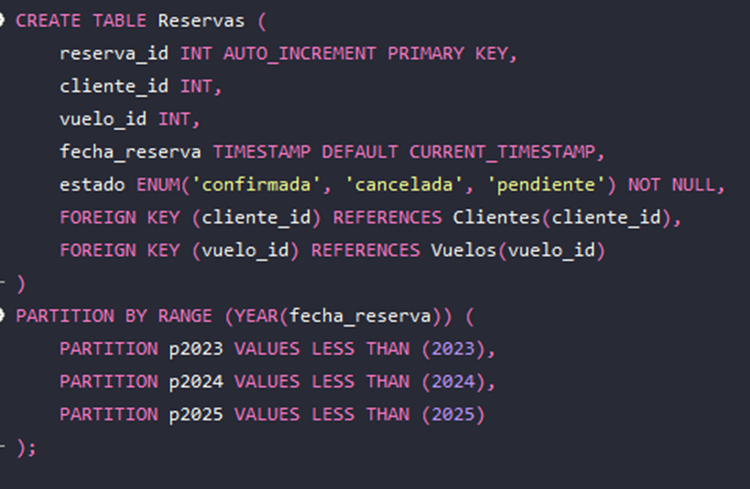 CREATE TABLE Reservas (
    reserva_id INT AUTO_INCREMENT PRIMARY KEY,
    cliente_id INT,
    vuelo_id INT,
    fecha_reserva TIMESTAMP DEFAULT CURRENT_TIMESTAMP,
    estado ENUM('confirmada', 'cancelada', 'pendiente') NOT NULL,
    FOREIGN KEY (cliente_id) REFERENCES Clientes(cliente_id),
    FOREIGN KEY (vuelo_id) REFERENCES Vuelos(vuelo_id)
)
PARTITION BY RANGE (YEAR(fecha_reserva)) (
    PARTITION p2023 VALUES LESS THAN (2023),
    PARTITION p2024 VALUES LESS THAN (2024),
    PARTITION p2025 VALUES LESS THAN (2025)
);